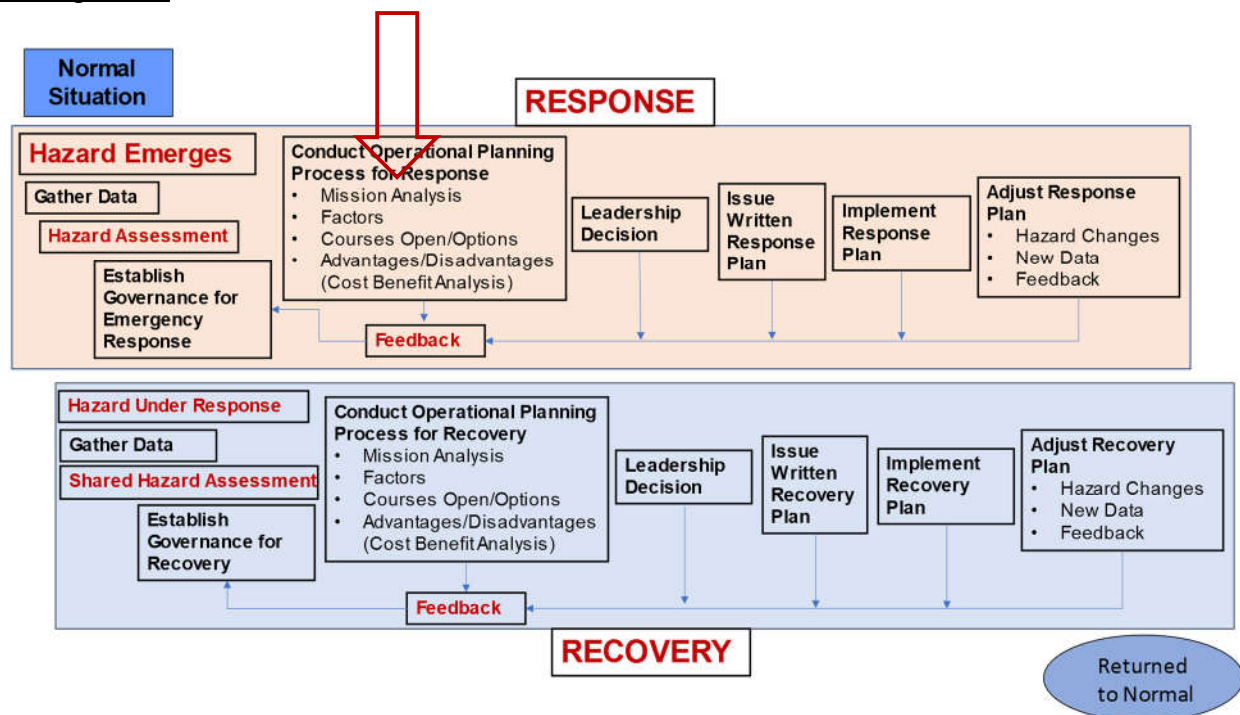 Normal
Situation
RESPONSE
Hazard Emerges
Gather Data
Hazard Assessment
Establish
Governance for
Emergency
Response
Conduct Operational Planning
Process for Response
• Mission Analysis
• Factors
• Courses Open/Options
• Advantages/Disadvantages
(Cost Benefit Analysis)
Feedback
Leadership
Decision
Issue
Written
Response
Plan
Implement
Response
Plan
Adjust Response
Plan
• Hazard Changes
• New Data
• Feedback
Hazard Under Response
Gather Data
Shared Hazard Assessment
Establish
Governance for
Recovery
Conduct Operational Planning
Process for Recovery
• Mission Analysis
• Factors
• Courses Open/Options
• Advantages/Disadvantages
(Cost Benefit Analysis)
Feedback
Leadership
Decision
Issue
Written
Recovery
Plan
Implement
Recovery
Plan
Adjust Recovery
Plan
• Hazard Changes
• New Data
• Feedback
RECOVERY
Returned
to Normal